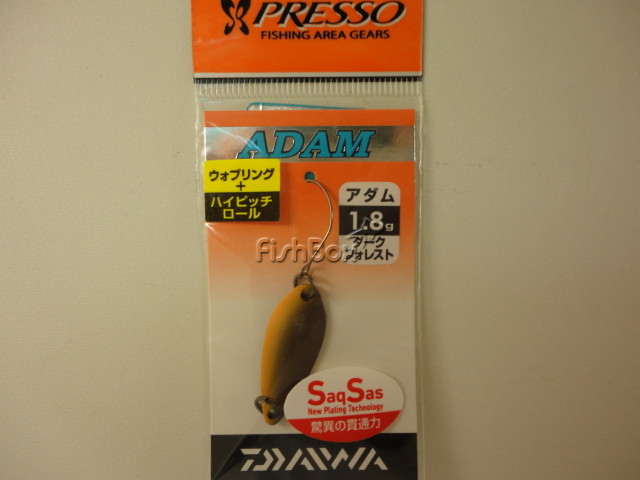 PRESSO
FISHING AREA GEARS
ADAM
ウォブリング
+
ハイピッチ
ロール
アダム
1.8g
ダーク
フォレスト
SaqSas
New Plating Technology
驚異の貫通力
DAIWA